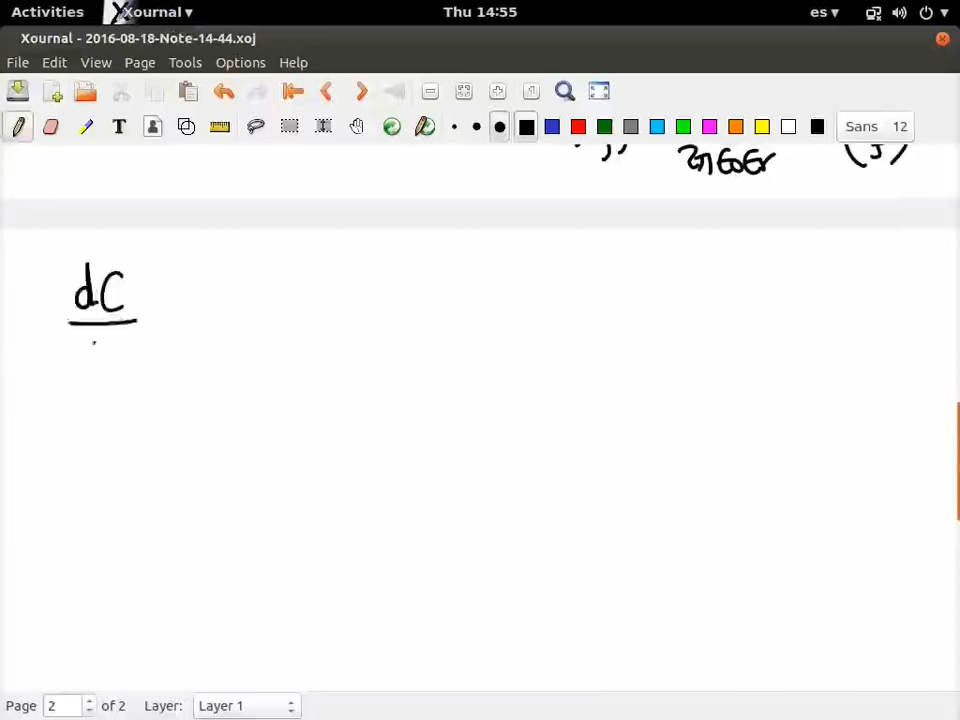 Activities Xournal ▾ Thu 14:55 es ▾
Xournal - 2016-08-18-Note-14-44.xoj
File Edit View Page Tools Options Help
Sans 12
dC
Page 2 of 2 Layer: Layer 1